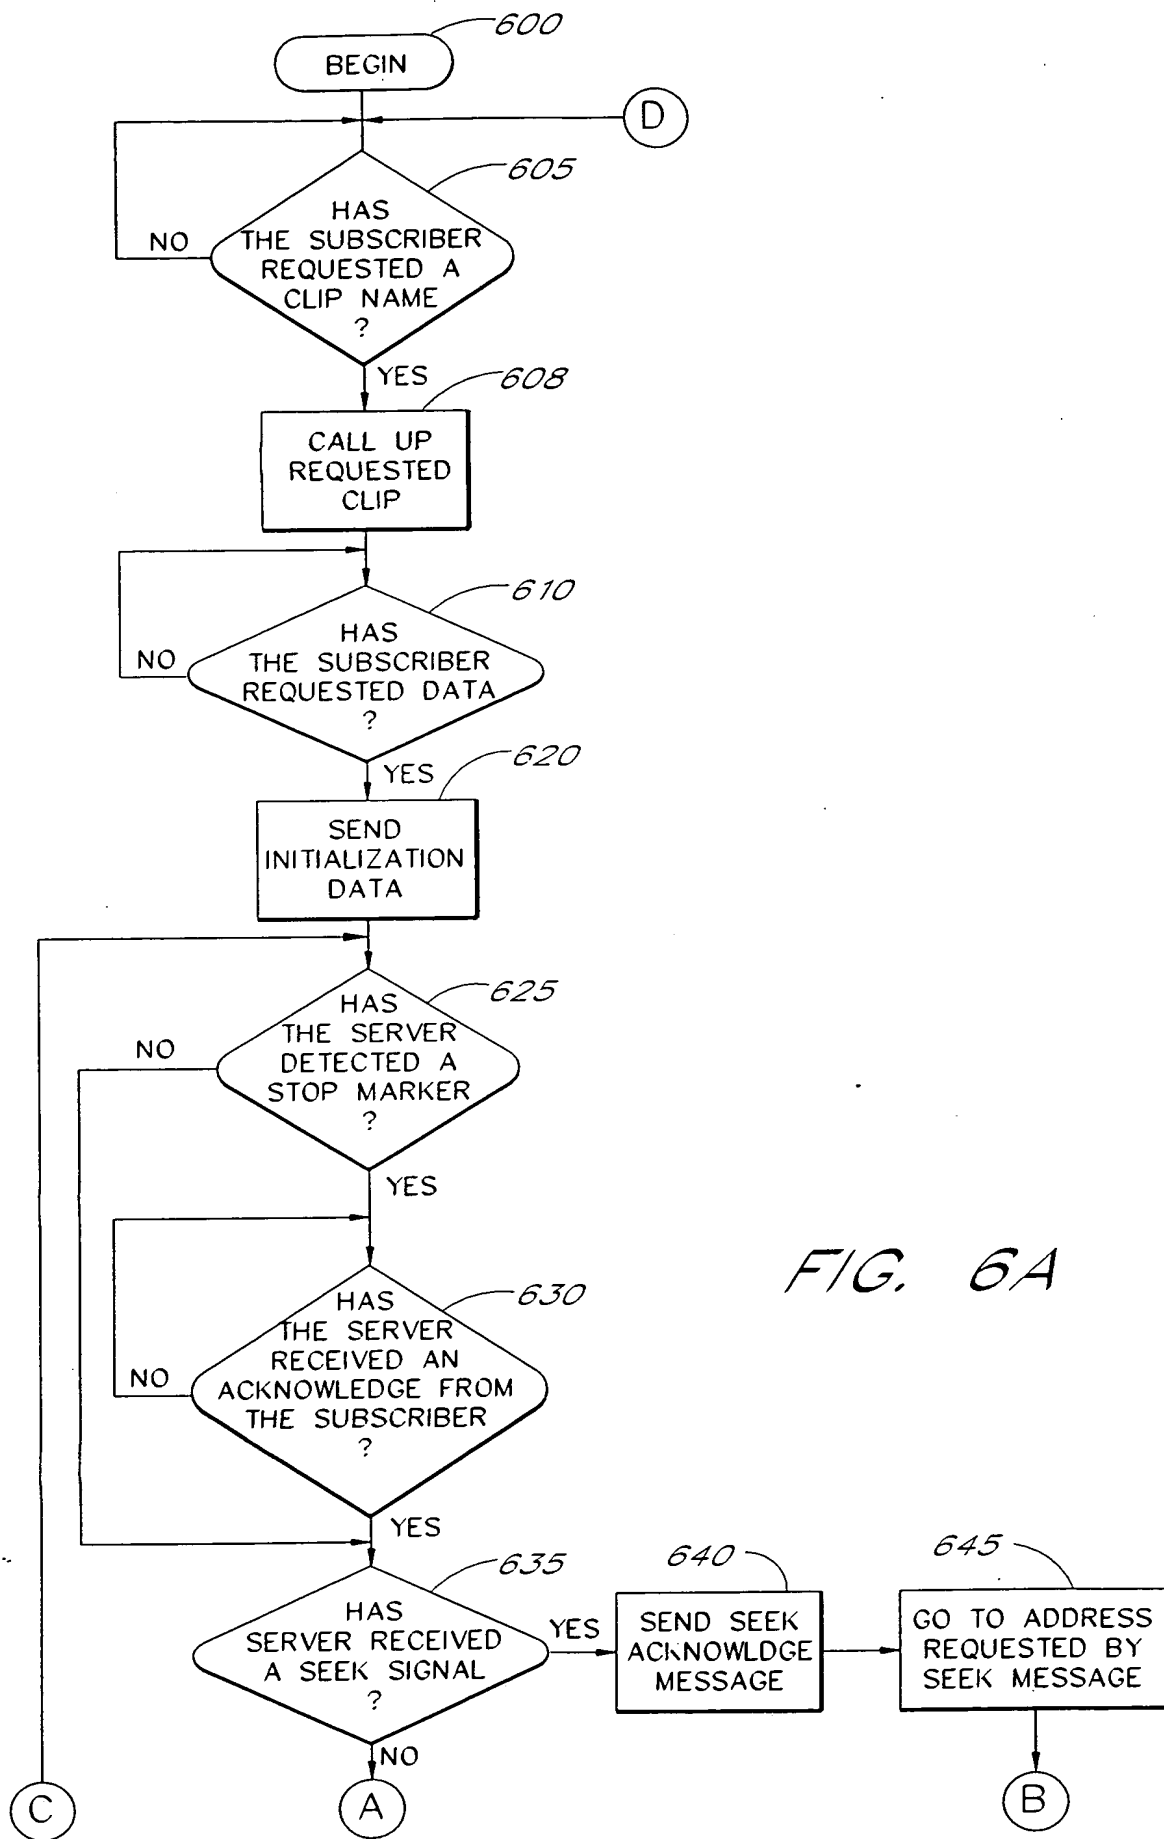 600
BEGIN
D
605
HAS
THE SUBSCRIBER
REQUESTED A
CLIP NAME
?
NO
YES
608
CALL UP
REQUESTED
CLIP
610
HAS
THE SUBSCRIBER
REQUESTED DATA
?
NO
YES
620
SEND
INITIALIZATION
DATA
625
HAS
THE SERVER
DETECTED A
STOP MARKER
?
NO
YES
630
HAS
THE SERVER
RECEIVED AN
ACKNOWLEDGE FROM
THE SUBSCRIBER
?
NO
YES
FIG. 6A
635
HAS
SERVER RECEIVED
A SEEK SIGNAL
?
YES
640
SEND SEEK
ACKNOWLDGE
MESSAGE
645
GO TO ADDRESS
REQUESTED BY
SEEK MESSAGE
NO
C
A
B